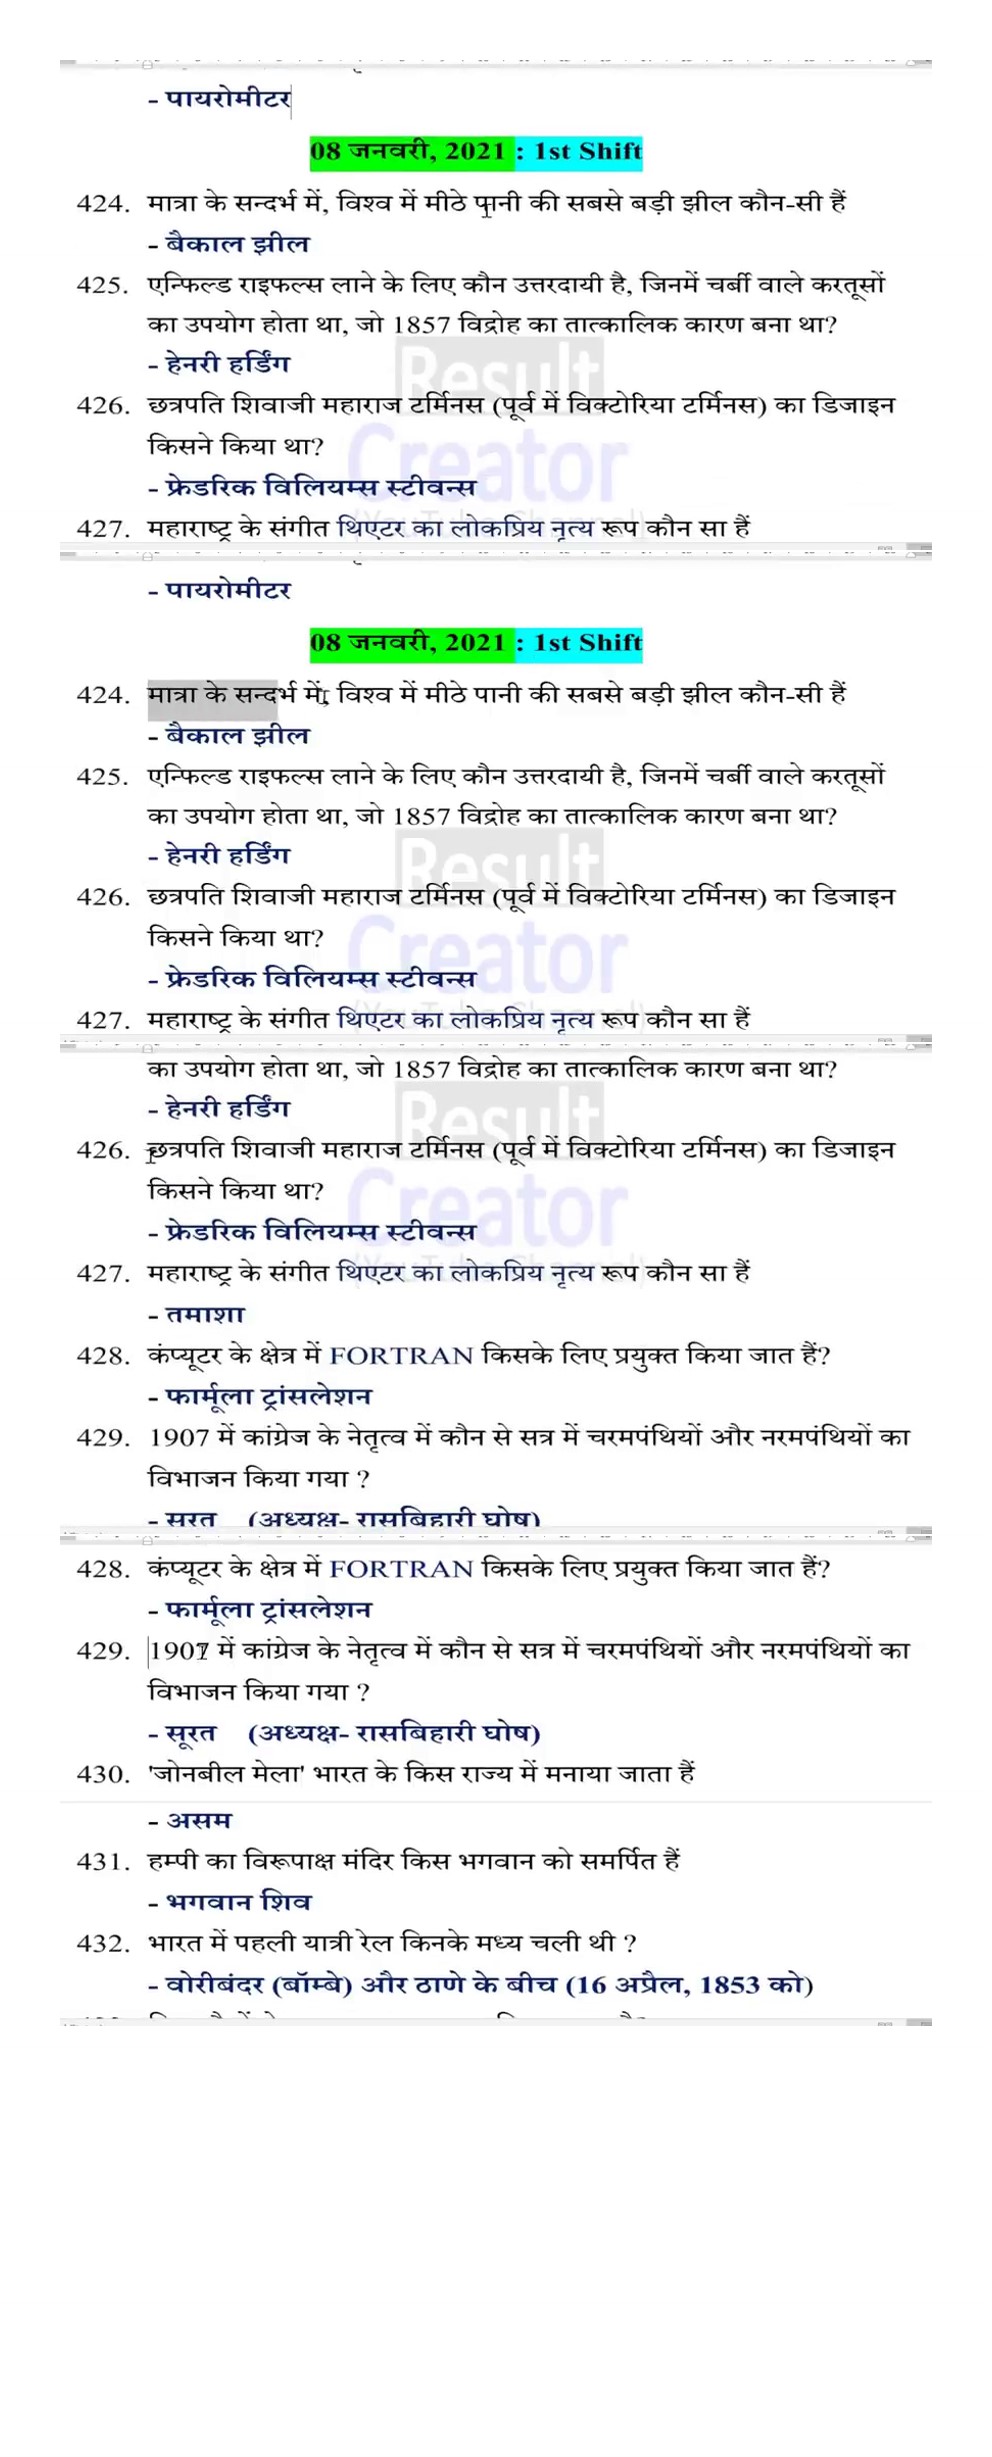 - पायरोमीटर
08 जनवरी, 2021 : 1st Shift
424. मात्रा के सन्दर्भ में, विश्व में मीठे पानी की सबसे बड़ी झील कौन-सी हैं
- बैकाल झील
425. एन्फिल्ड राइफल्स लाने के लिए कौन उत्तरदायी है, जिनमें चर्बी वाले करतूसों
का उपयोग होता था, जो 1857 विद्रोह का तात्कालिक कारण बना था?
- हेनरी हर्डिंग
Result
426. छत्रपति शिवाजी महाराज टर्मिनस (पूर्व में विक्टोरिया टर्मिनस) का डिजाइन
किसने किया था?
Creator
- फ्रेडरिक विलियम्स स्टीवन्स
(YouTube Channel)
427. महाराष्ट्र के संगीत थिएटर का लोकप्रिय नृत्य रूप कौन सा हैं
- पायरोमीटर
08 जनवरी, 2021 : 1st Shift
424. मात्रा के सन्दर्भ में, विश्व में मीठे पानी की सबसे बड़ी झील कौन-सी हैं
- बैकाल झील
425. एन्फिल्ड राइफल्स लाने के लिए कौन उत्तरदायी है, जिनमें चर्बी वाले करतूसों
का उपयोग होता था, जो 1857 विद्रोह का तात्कालिक कारण बना था?
- हेनरी हर्डिंग
Result
426. छत्रपति शिवाजी महाराज टर्मिनस (पूर्व में विक्टोरिया टर्मिनस) का डिजाइन
किसने किया था?
Creator
- फ्रेडरिक विलियम्स स्टीवन्स
(YouTube Channel)
427. महाराष्ट्र के संगीत थिएटर का लोकप्रिय नृत्य रूप कौन सा हैं
का उपयोग होता था, जो 1857 विद्रोह का तात्कालिक कारण बना था?
- हेनरी हर्डिंग
Result
426. छत्रपति शिवाजी महाराज टर्मिनस (पूर्व में विक्टोरिया टर्मिनस) का डिजाइन
किसने किया था?
Creator
- फ्रेडरिक विलियम्स स्टीवन्स
(YouTube Channel)
427. महाराष्ट्र के संगीत थिएटर का लोकप्रिय नृत्य रूप कौन सा हैं
- तमाशा
428. कंप्यूटर के क्षेत्र में FORTRAN किसके लिए प्रयुक्त किया जात हैं?
- फार्मूला ट्रांसलेशन
429. 1907 में कांग्रेज के नेतृत्व में कौन से सत्र में चरमपंथियों और नरमपंथियों का
विभाजन किया गया ?
- सूरत (अध्यक्ष- रासबिहारी घोष)
428. कंप्यूटर के क्षेत्र में FORTRAN किसके लिए प्रयुक्त किया जात हैं?
- फार्मूला ट्रांसलेशन
429. 1907 में कांग्रेज के नेतृत्व में कौन से सत्र में चरमपंथियों और नरमपंथियों का
विभाजन किया गया ?
- सूरत (अध्यक्ष- रासबिहारी घोष)
430. 'जोनबील मेला' भारत के किस राज्य में मनाया जाता हैं
- असम
431. हम्पी का विरूपाक्ष मंदिर किस भगवान को समर्पित हैं
- भगवान शिव
432. भारत में पहली यात्री रेल किनके मध्य चली थी ?
- वोरीबंदर (बॉम्बे) और ठाणे के बीच (16 अप्रैल, 1853 को)